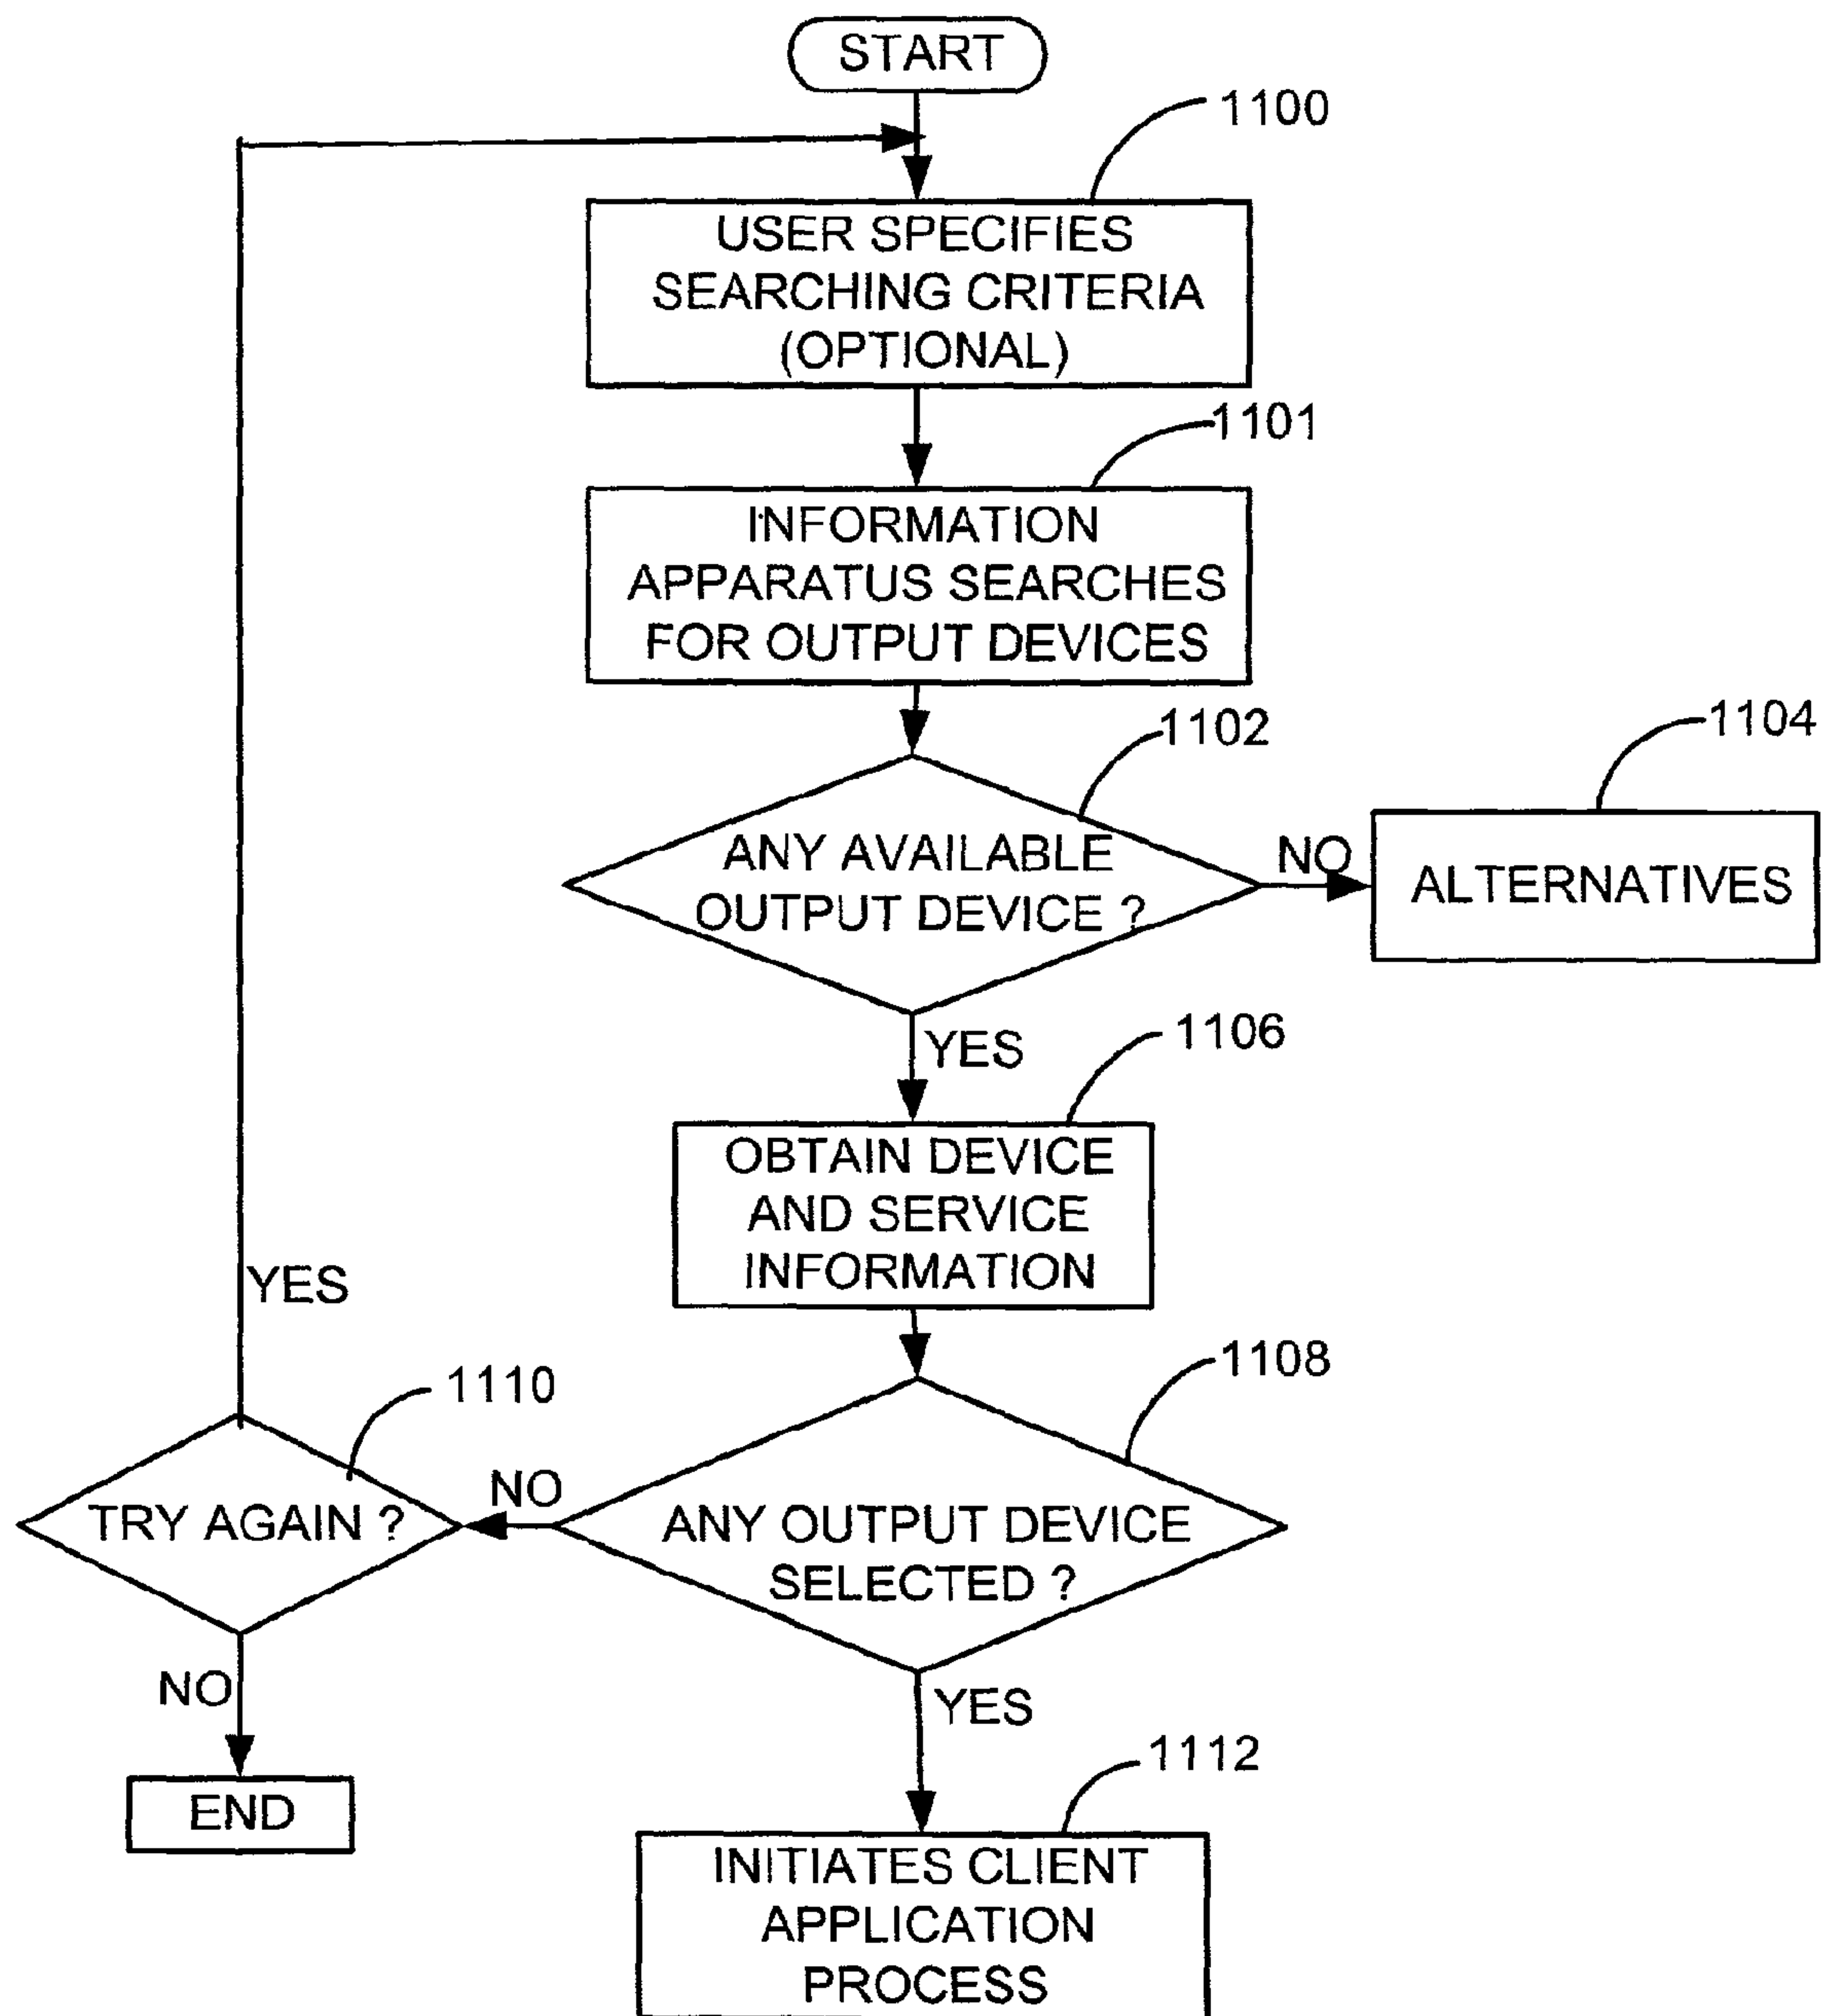 START
1100
USER SPECIFIES
SEARCHING CRITERIA
(OPTIONAL)
1101
INFORMATION
APPARATUS SEARCHES
FOR OUTPUT DEVICES
1102
1104
ANY AVAILABLE
OUTPUT DEVICE ?
NO
ALTERNATIVES
YES
1106
OBTAIN DEVICE
AND SERVICE
INFORMATION
YES
1108
1110
ANY OUTPUT DEVICE
SELECTED ?
NO
TRY AGAIN ?
NO
END
YES
1112
INITIATES CLIENT
APPLICATION
PROCESS